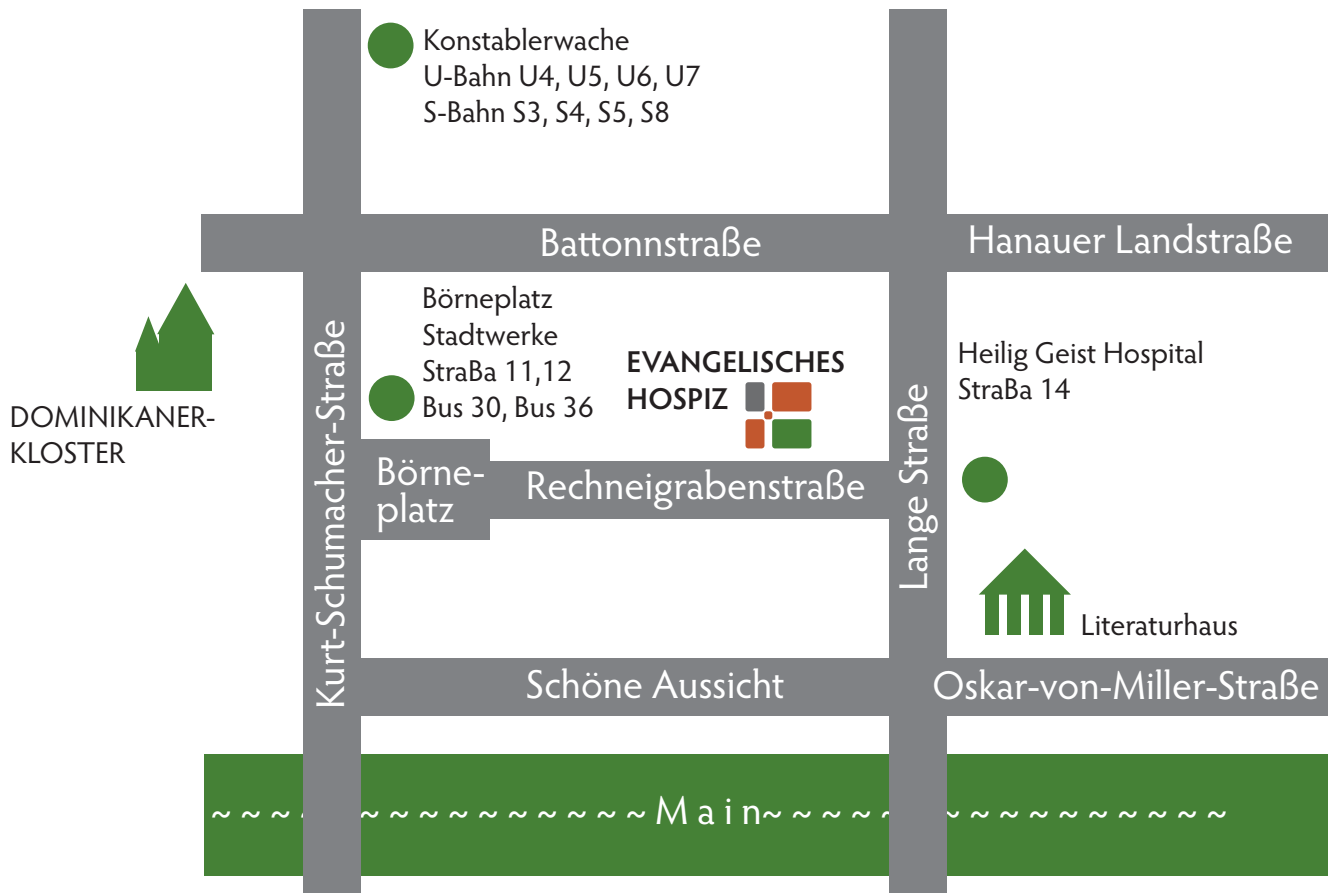 Konstablerwache
U-Bahn U4, U5, U6, U7
S-Bahn S3, S4, S5, S8
Battonnstraße
Hanauer Landstraße
Börneplatz
Stadtwerke
StraBa 11,12
Bus 30, Bus 36
EVANGELISCHES
HOSPIZ
Heilig Geist Hospital
StraBa 14
DOMINIKANER-
KLOSTER
Kurt-Schumacher-Straße
Börne-
platz
Rechneigrabenstraße
Lange Straße
Literaturhaus
Schöne Aussicht
Oskar-von-Miller-Straße
Main